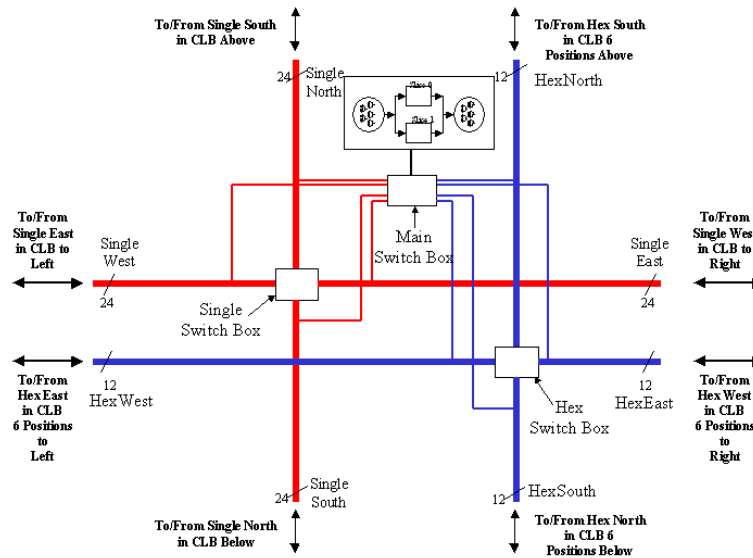 To/From Single South
in CLB Above
To/From Hex South
in CLB 6
Positions Above
24
Single
North
12
HexNorth
Slice 0
Slice 1
Main
Switch Box
To/From
Single East
in CLB to
Left
Single
West
24
Single
Switch Box
Single
East
24
To/From
Single West
in CLB to
Right
To/From
Hex East
in CLB
6 Positions
to
Left
12
HexWest
Hex
Switch Box
12
HexEast
To/From
Hex West
in CLB
6 Positions
to
Right
24
Single
South
12
HexSouth
To/From Single North
in CLB Below
To/From Hex North
in CLB 6
Positions Below